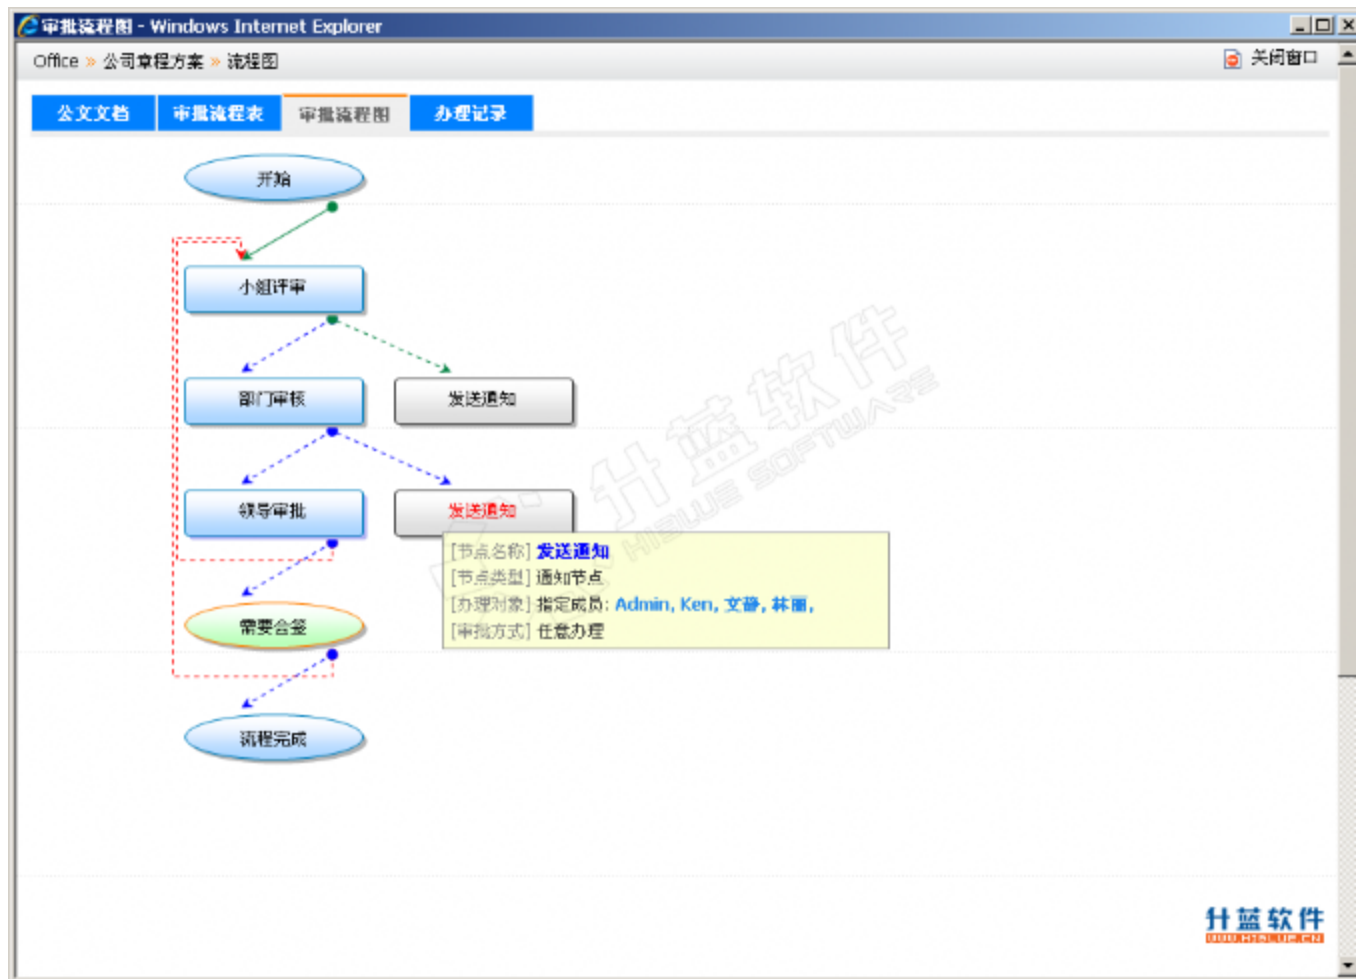 审批流程图 - Windows Internet Explorer
Office » 公司章程方案 » 流程图
关闭窗口
公文文档 审批流程表 审批流程图 办理记录
开始
小组评审
部门审核 发送通知
领导审批 发送通知
[节点名称] 发送通知
[节点类型] 通知节点
[办理对象] 指定成员: Admin, Ken, 文静, 林丽,
[审批方式] 任意办理
需要会签
流程完成
升蓝软件
HIBLUE SOFTWARE
升蓝软件
WWW.HIBLUE.CN